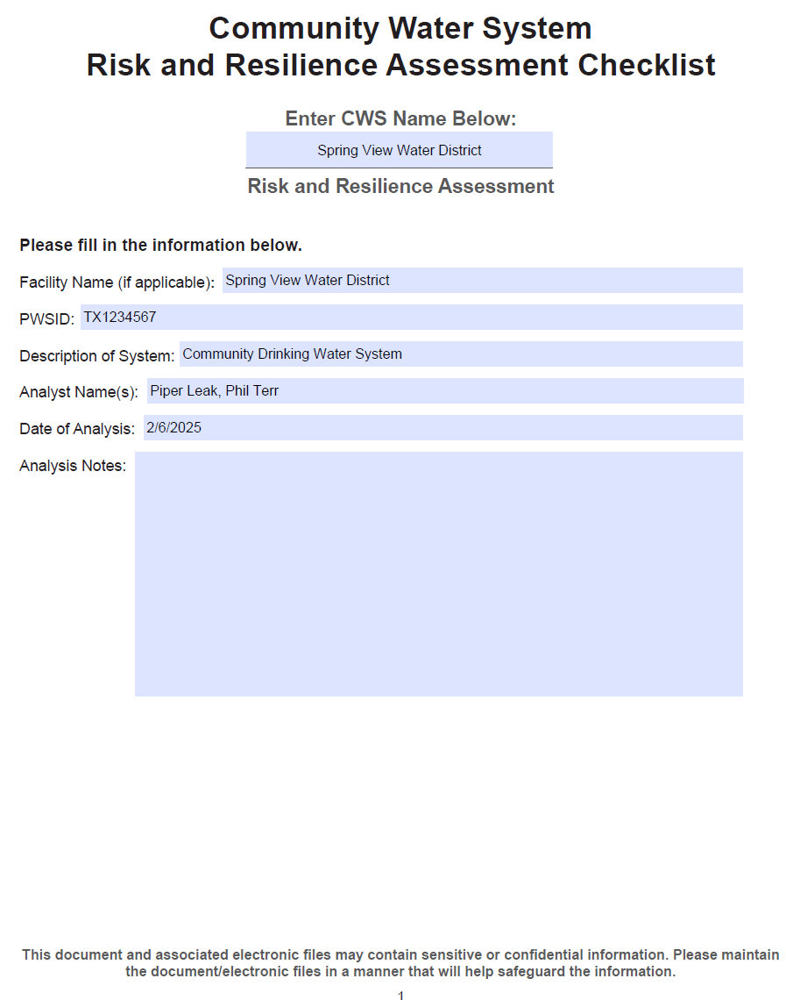 Community Water System
Risk and Resilience Assessment Checklist
Enter CWS Name Below:
Spring View Water District
Risk and Resilience Assessment
Please fill in the information below.
Facility Name (if applicable): Spring View Water District
PWSID: TX1234567
Description of System: Community Drinking Water System
Analyst Name(s): Piper Leak, Phil Terr
Date of Analysis: 2/6/2025
Analysis Notes:
This document and associated electronic files may contain sensitive or confidential information. Please maintain
the document/electronic files in a manner that will help safeguard the information.
1